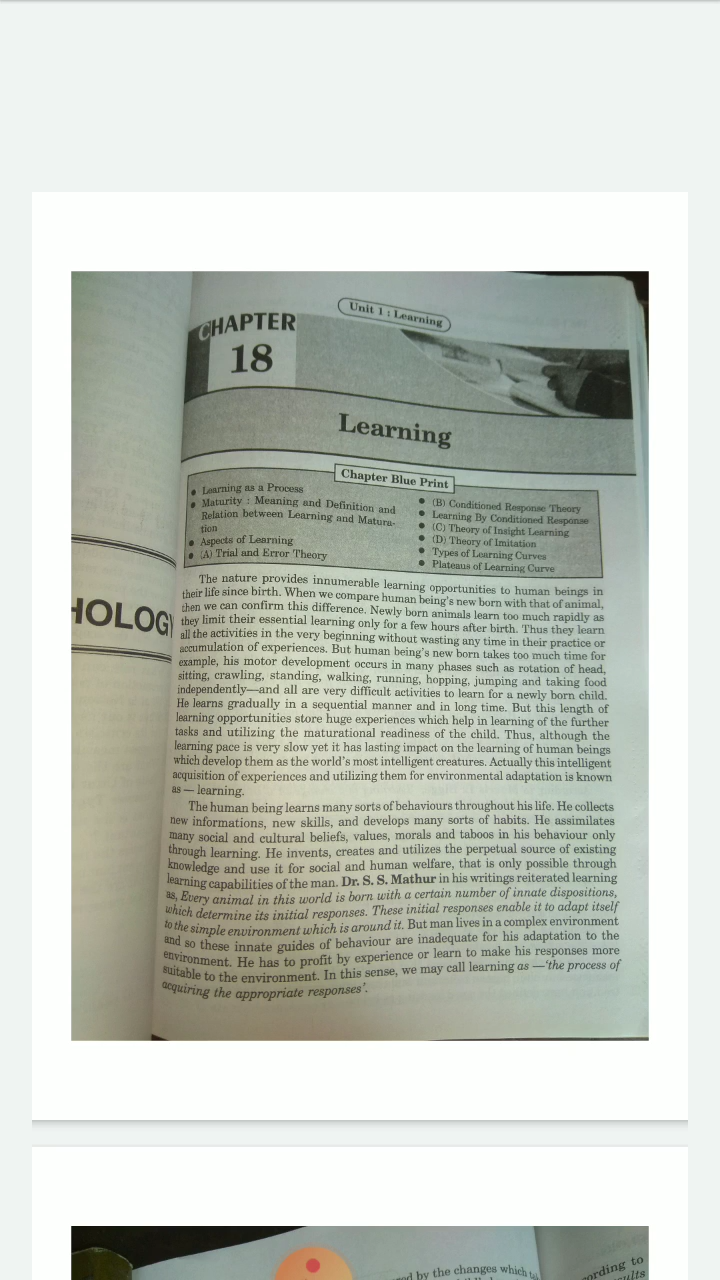 Unit 1 : Learning
CHAPTER
18
Learning
Chapter Blue Print
● Learning as a Process
● Maturity : Meaning and Definition and
Relation between Learning and Matura-
tion
● Aspects of Learning
● (A) Trial and Error Theory
● (B) Conditioned Response Theory
● Learning By Conditioned Response
● (C) Theory of Insight Learning
● (D) Theory of Imitation
● Types of Learning Curves
● Plateaus of Learning Curve
HOLOGY
The nature provides innumerable learning opportunities to human beings in
their life since birth. When we compare human being's new born with that of animal,
then we can confirm this difference. Newly born animals learn too much rapidly as
they limit their essential learning only for a few hours after birth. Thus they learn
all the activities in the very beginning without wasting any time in their practice or
accumulation of experiences. But human being's new born takes too much time for
example, his motor development occurs in many phases such as rotation of head,
sitting, crawling, standing, walking, running, hopping, jumping and taking food
independently—and all are very difficult activities to learn for a newly born child.
He learns gradually in a sequential manner and in long time. But this length of
learning opportunities store huge experiences which help in learning of the further
tasks and utilizing the maturational readiness of the child. Thus, although the
learning pace is very slow yet it has lasting impact on the learning of human beings
which develop them as the world's most intelligent creatures. Actually this intelligent
acquisition of experiences and utilizing them for environmental adaptation is known
as — learning.
The human being learns many sorts of behaviours throughout his life. He collects
new informations, new skills, and develops many sorts of habits. He assimilates
many social and cultural beliefs, values, morals and taboos in his behaviour only
through learning. He invents, creates and utilizes the perpetual source of existing
knowledge and use it for social and human welfare, that is only possible through
learning capabilities of the man. Dr. S. S. Mathur in his writings reiterated learning
as, Every animal in this world is born with a certain number of innate dispositions,
which determine its initial responses. These initial responses enable it to adapt itself
to the simple environment which is around it. But man lives in a complex environment
and so these innate guides of behaviour are inadequate for his adaptation to the
environment. He has to profit by experience or learn to make his responses more
suitable to the environment. In this sense, we may call learning as —'the process of
acquiring the appropriate responses'.
by the changes which
ording to